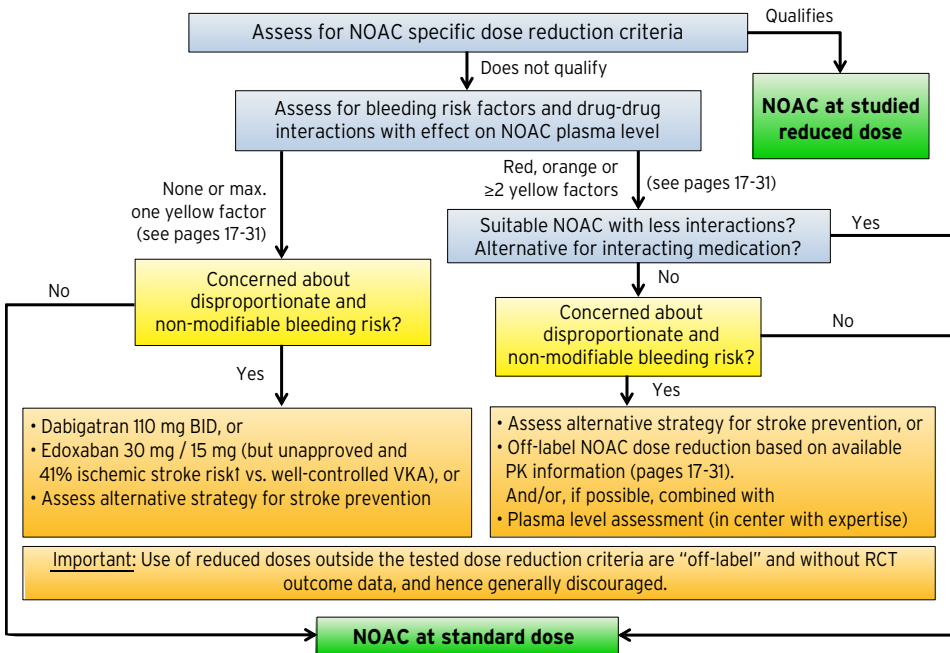 Assess for NOAC specific dose reduction criteria
Qualifies
Does not qualify
NOAC at studied
reduced dose
Assess for bleeding risk factors and drug-drug
interactions with effect on NOAC plasma level
None or max.
one yellow factor
(see pages 17-31)
Red, orange or
≥2 yellow factors
(see pages 17-31)
Suitable NOAC with less interactions?
Alternative for interacting medication?
Yes
No
No
Concerned about
disproportionate and
non-modifiable bleeding risk?
Concerned about
disproportionate and
non-modifiable bleeding risk?
No
Yes
Yes
• Dabigatran 110 mg BID, or
• Edoxaban 30 mg / 15 mg (but unapproved and
41% ischemic stroke risk↑ vs. well-controlled VKA), or
• Assess alternative strategy for stroke prevention
• Assess alternative strategy for stroke prevention, or
• Off-label NOAC dose reduction based on available
PK information (pages 17-31).
And/or, if possible, combined with
• Plasma level assessment (in center with expertise)
Important: Use of reduced doses outside the tested dose reduction criteria are “off-label” and without RCT
outcome data, and hence generally discouraged.
NOAC at standard dose